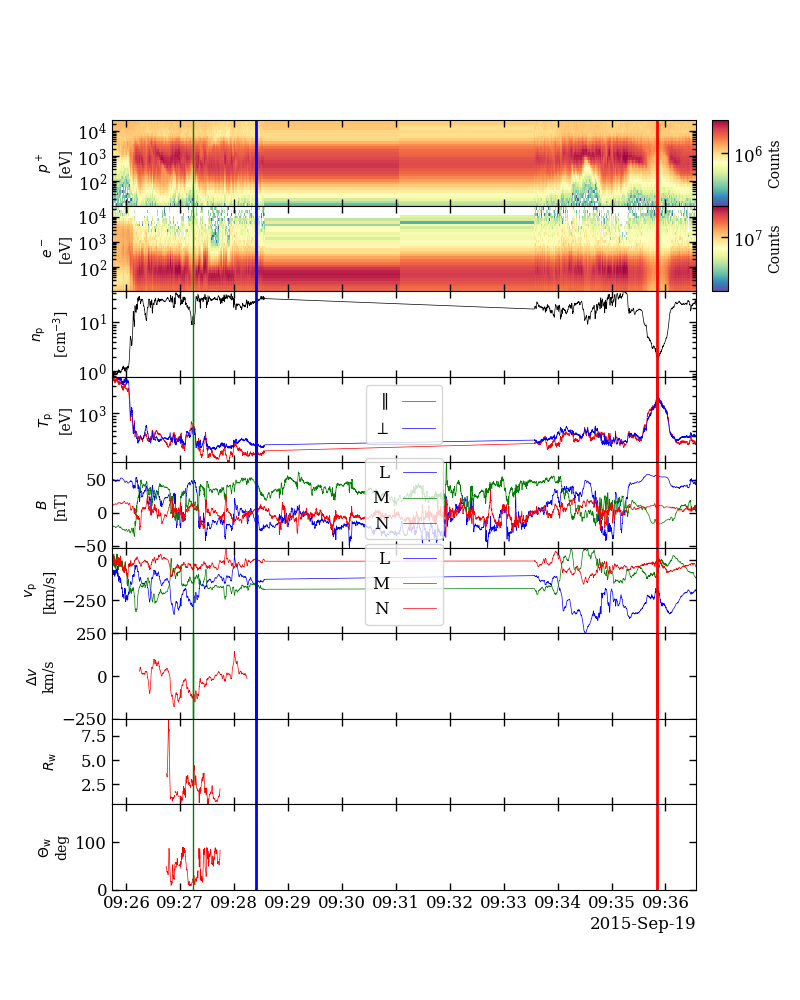 10⁴
10³
10²
p⁺
[eV]
10⁶
Counts
10⁴
10³
10²
e⁻
[eV]
10⁷
Counts
10¹
10⁰
nₚ
[cm⁻³]
10³
Tₚ
[eV]
∥
⊥
50
0
−50
B
[nT]
L
M
N
0
−250
vₚ
[km/s]
L
M
N
250
0
−250
Δv
km/s
7.5
5.0
2.5
R_w
100
0
Θ_w
deg
09:26 09:27 09:28 09:29 09:30 09:31 09:32 09:33 09:34 09:35 09:36
2015-Sep-19